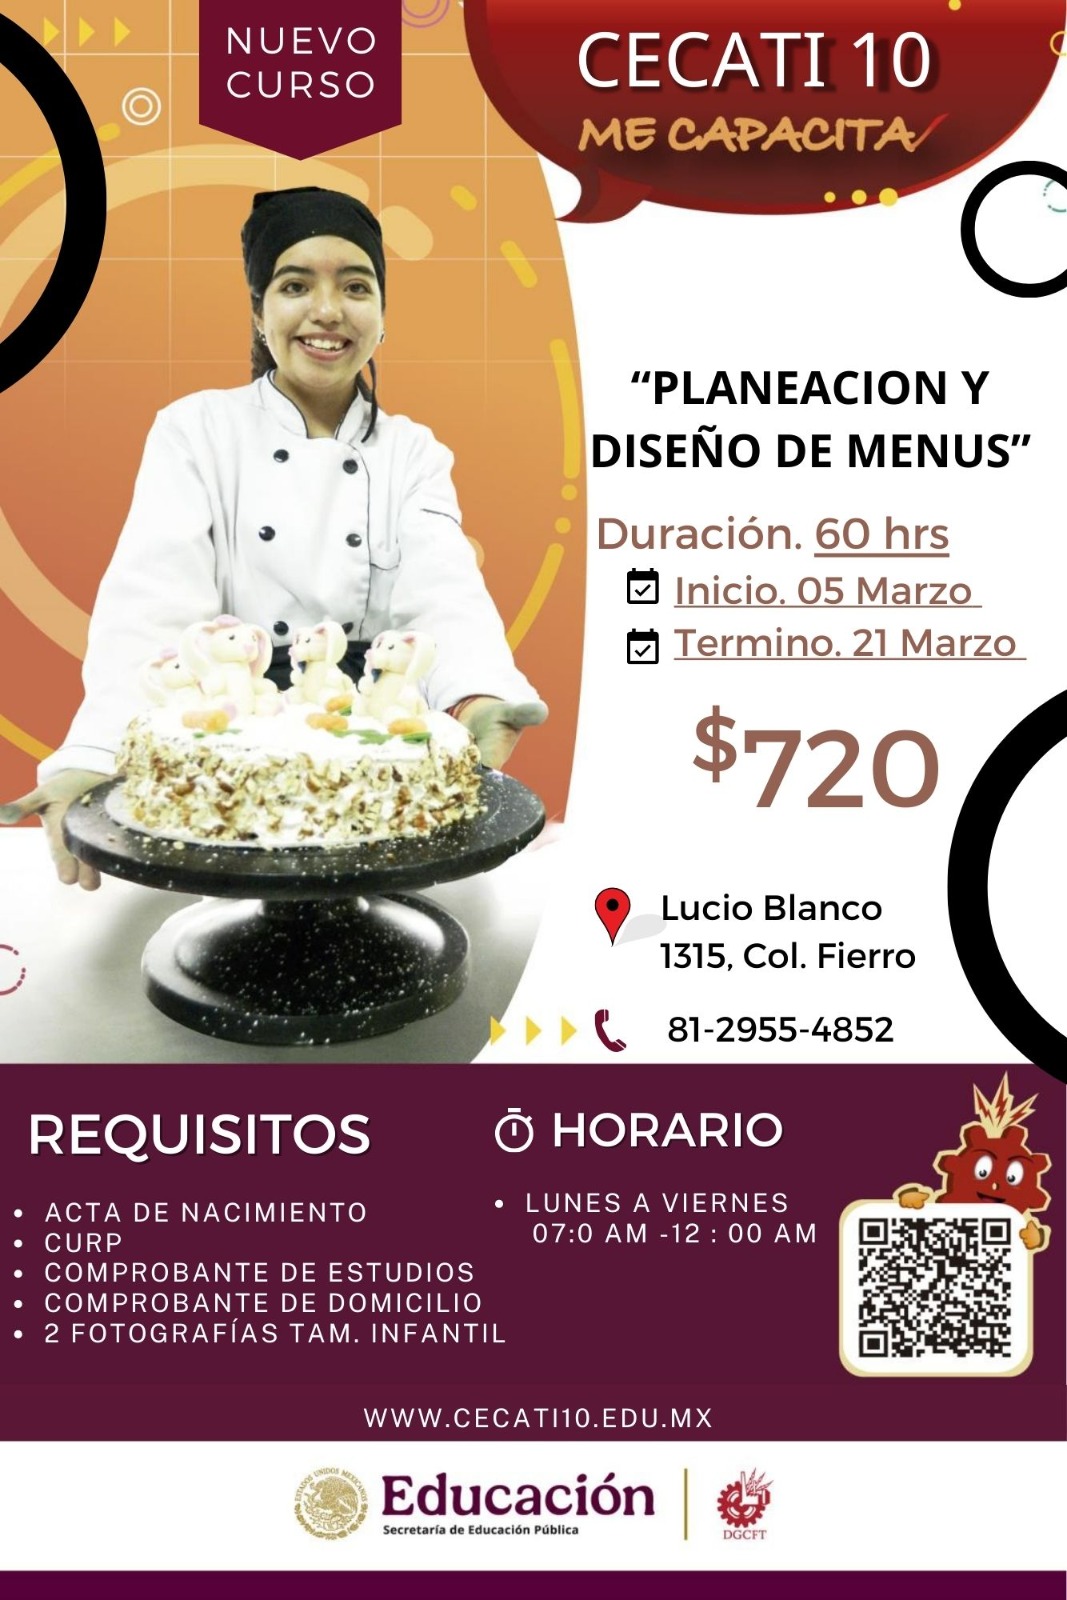 NUEVO
CURSO
CECATI 10
ME CAPACITA
“PLANEACION Y
DISEÑO DE MENUS”
Duración. 60 hrs
Inicio. 05 Marzo
Termino. 21 Marzo
$720
Lucio Blanco
1315, Col. Fierro
81-2955-4852
REQUISITOS
• ACTA DE NACIMIENTO
• CURP
• COMPROBANTE DE ESTUDIOS
• COMPROBANTE DE DOMICILIO
• 2 FOTOGRAFÍAS TAM. INFANTIL
HORARIO
• LUNES A VIERNES
07:0 AM -12 : 00 AM
WWW.CECATI10.EDU.MX
ESTADOS UNIDOS MEXICANOS
Educación
Secretaría de Educación Pública
DGCFT